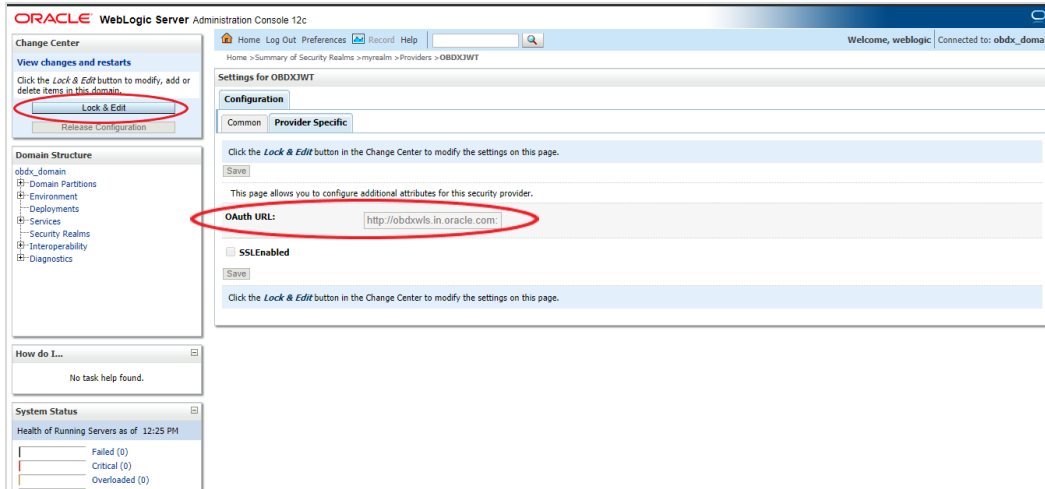 ORACLE WebLogic Server Administration Console 12c
Change Center
View changes and restarts
Click the Lock & Edit button to modify, add or
delete items in this domain.
Lock & Edit
Release Configuration
Domain Structure
obdx_domain
Domain Partitions
Environment
Deployments
Services
Security Realms
Interoperability
Diagnostics
How do I...
No task help found.
System Status
Health of Running Servers as of 12:25 PM
Failed (0)
Critical (0)
Overloaded (0)
Home Log Out Preferences Record Help
Welcome, weblogic Connected to: obdx_doma
Home >Summary of Security Realms >myrealm >Providers >OBDXJWT
Settings for OBDXJWT
Configuration
Common Provider Specific
Click the Lock & Edit button in the Change Center to modify the settings on this page.
Save
This page allows you to configure additional attributes for this security provider.
OAuth URL: http://obdxwls.in.oracle.com:
SSLEnabled
Save
Click the Lock & Edit button in the Change Center to modify the settings on this page.